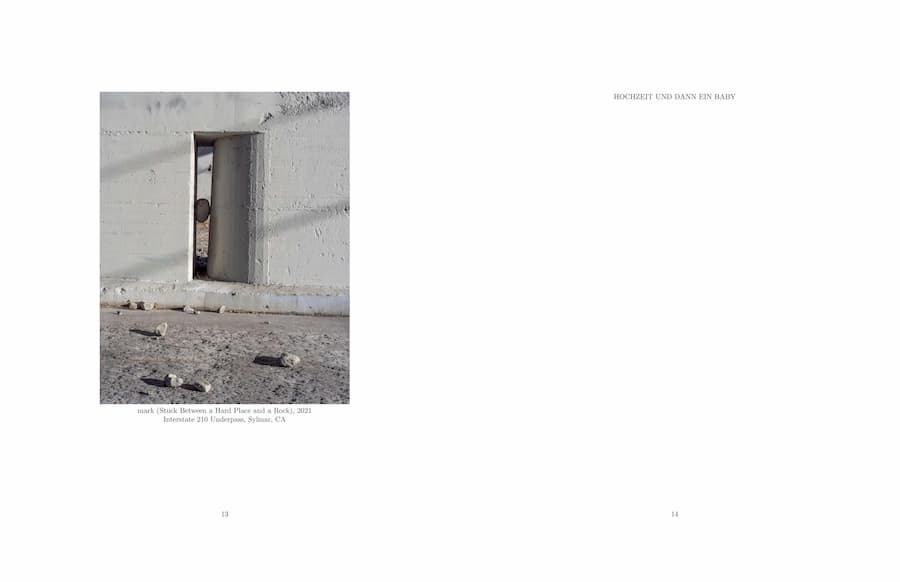 mark (Stuck Between a Hard Place and a Rock), 2021
Interstate 210 Underpass, Sylmar, CA
13
HOCHZEIT UND DANN EIN BABY
14